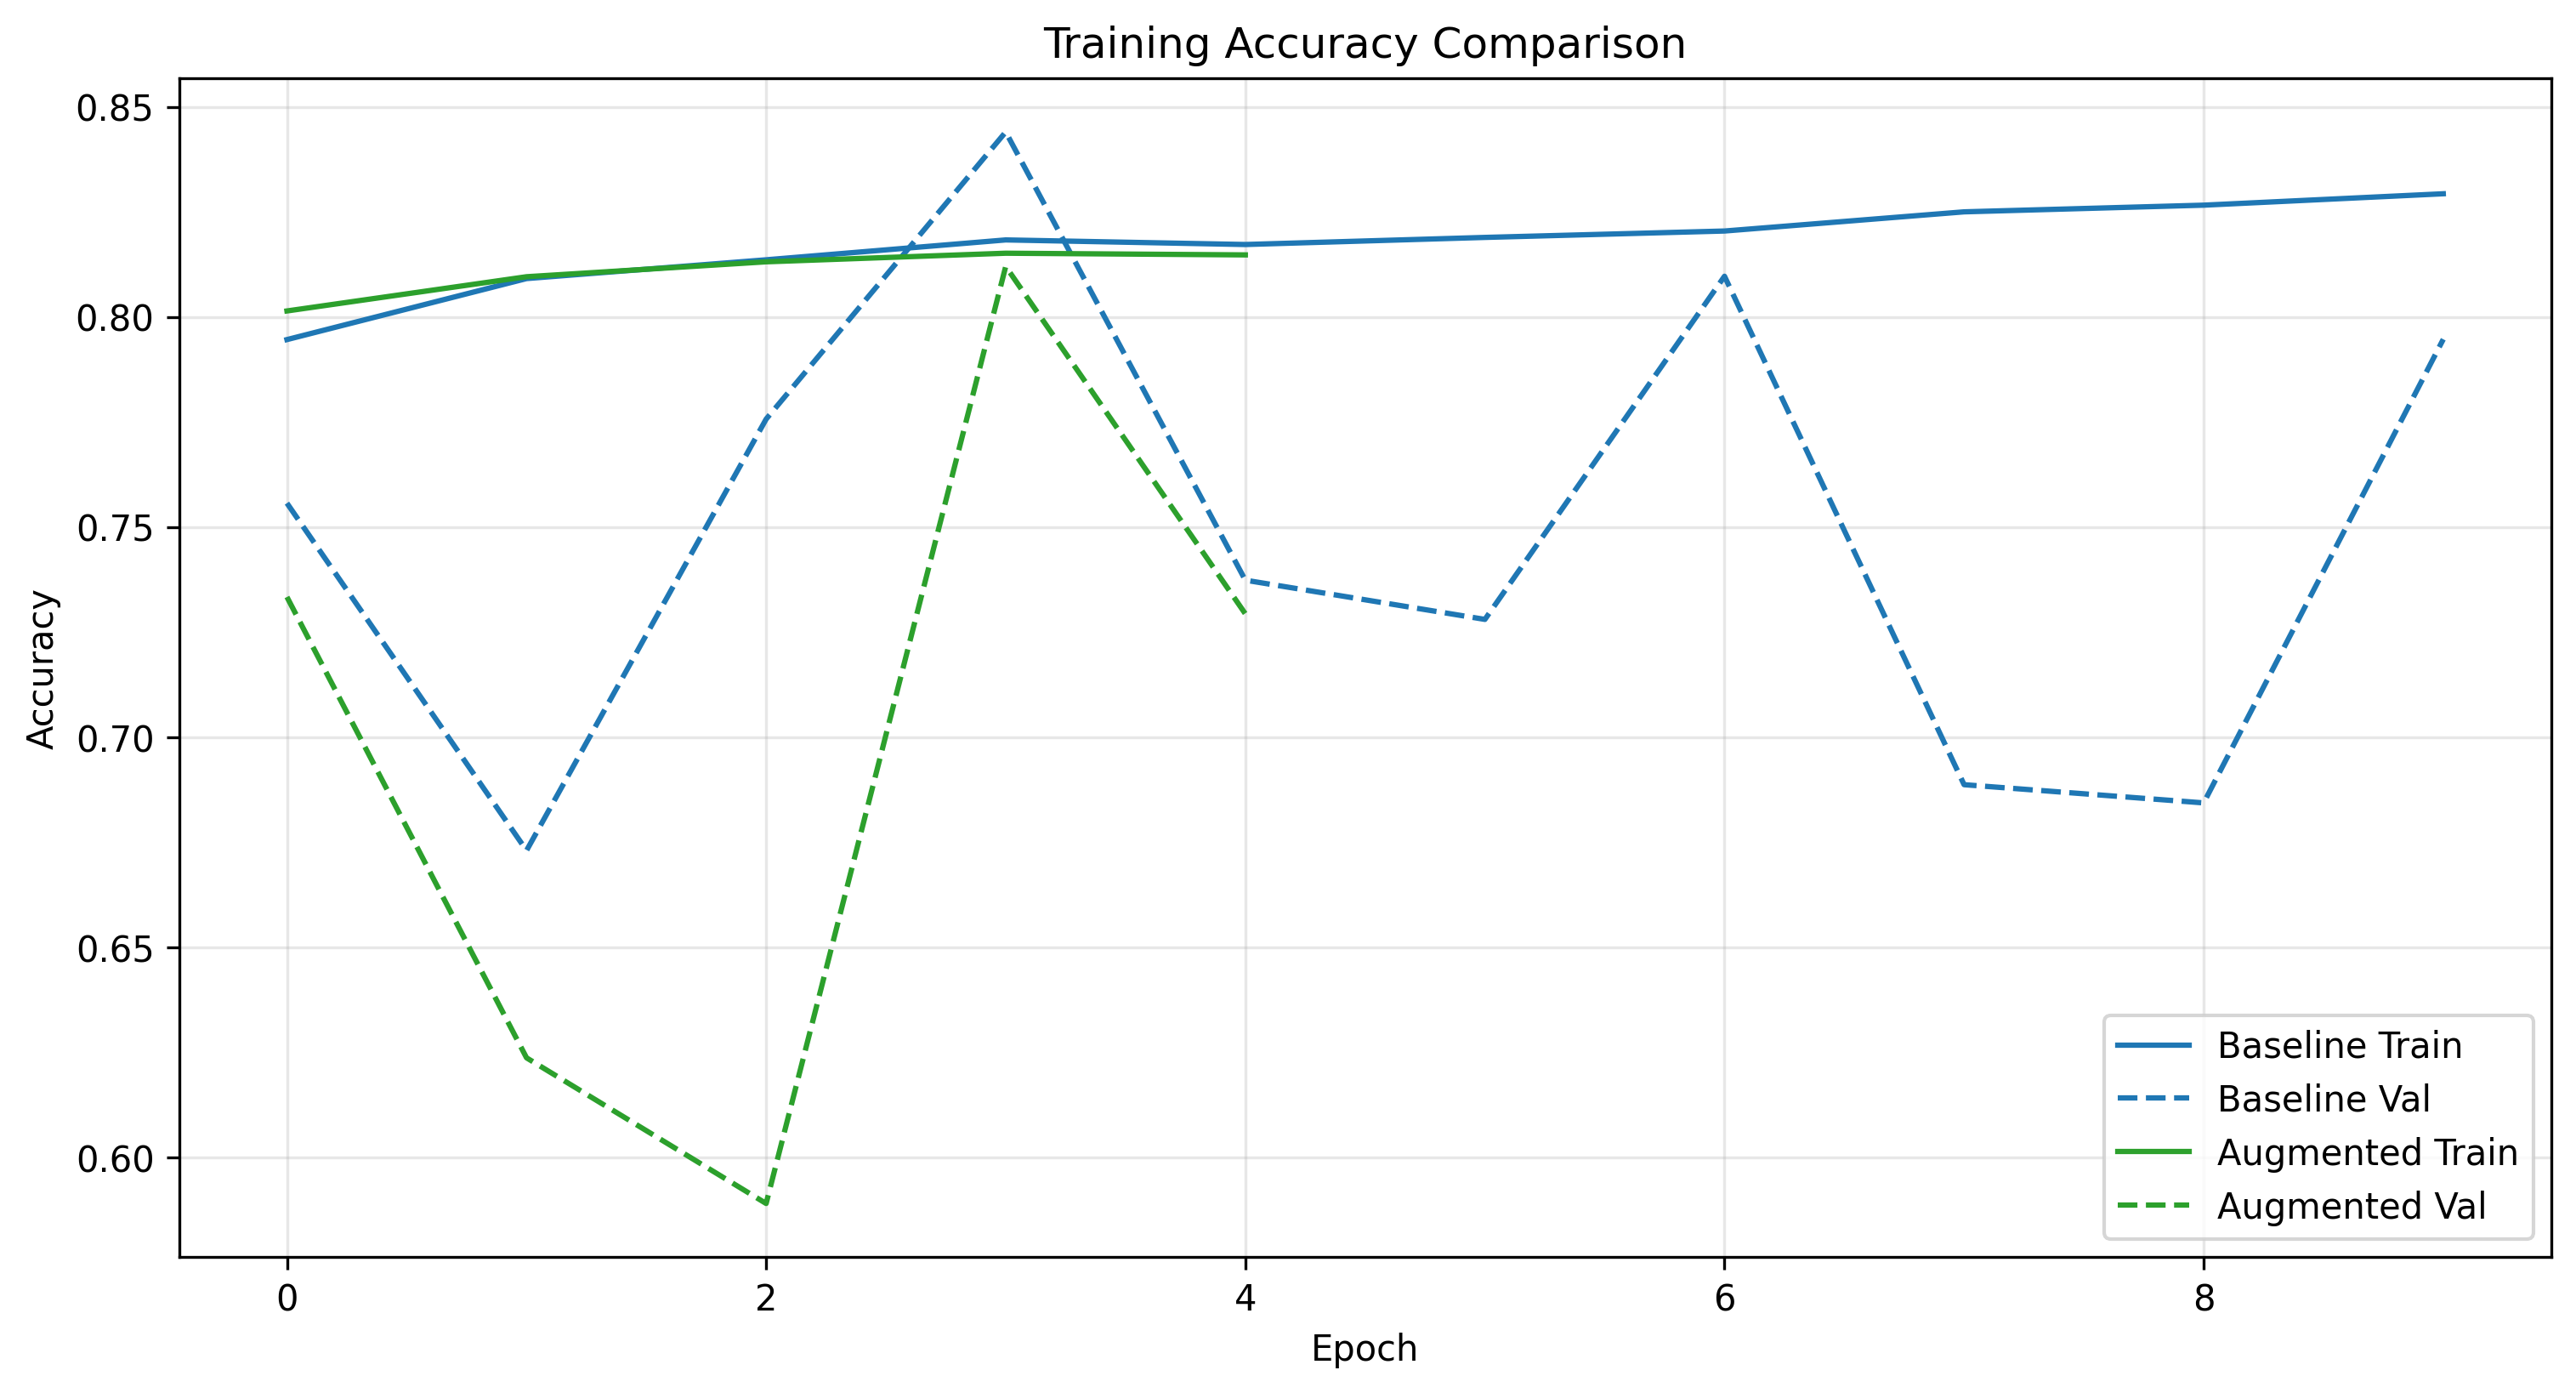 Training Accuracy Comparison
0.85
0.80
0.75
0.70
0.65
0.60
Accuracy
0 2 4 6 8
Epoch
Baseline Train
Baseline Val
Augmented Train
Augmented Val